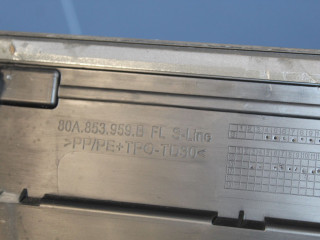 80A.853.959.B FL S-Line
>PP/PE+TPO-TD30<